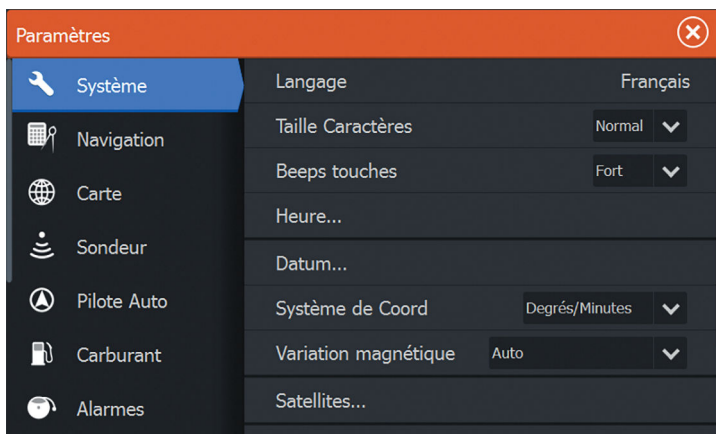 Paramètres
Système
Navigation
Carte
Sondeur
Pilote Auto
Carburant
Alarmes
Langage Français
Taille Caractères Normal
Beeps touches Fort
Heure...
Datum...
Système de Coord Degrés/Minutes
Variation magnétique Auto
Satellites...